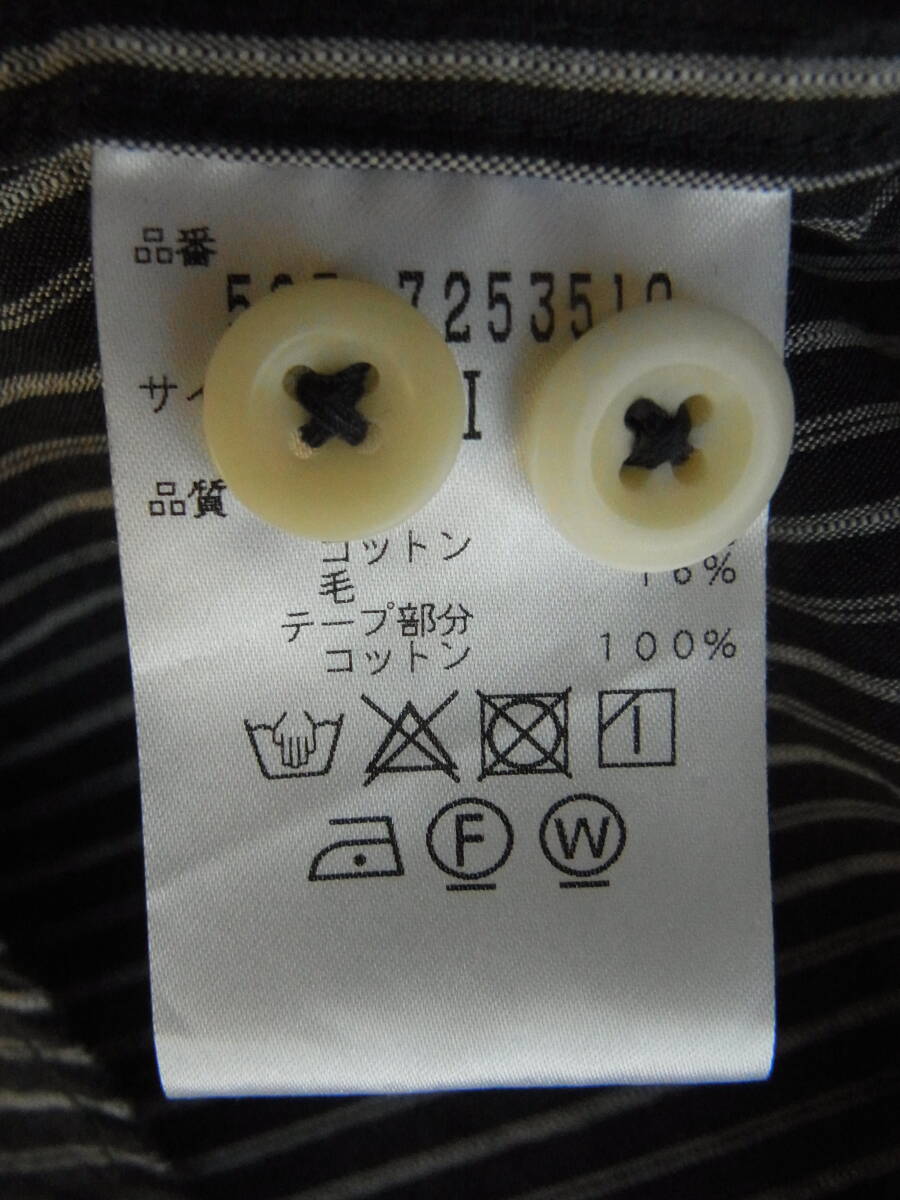 品番
7253510
サイ
品質
コットン
毛 16%
テープ部分
コットン 100%
F W